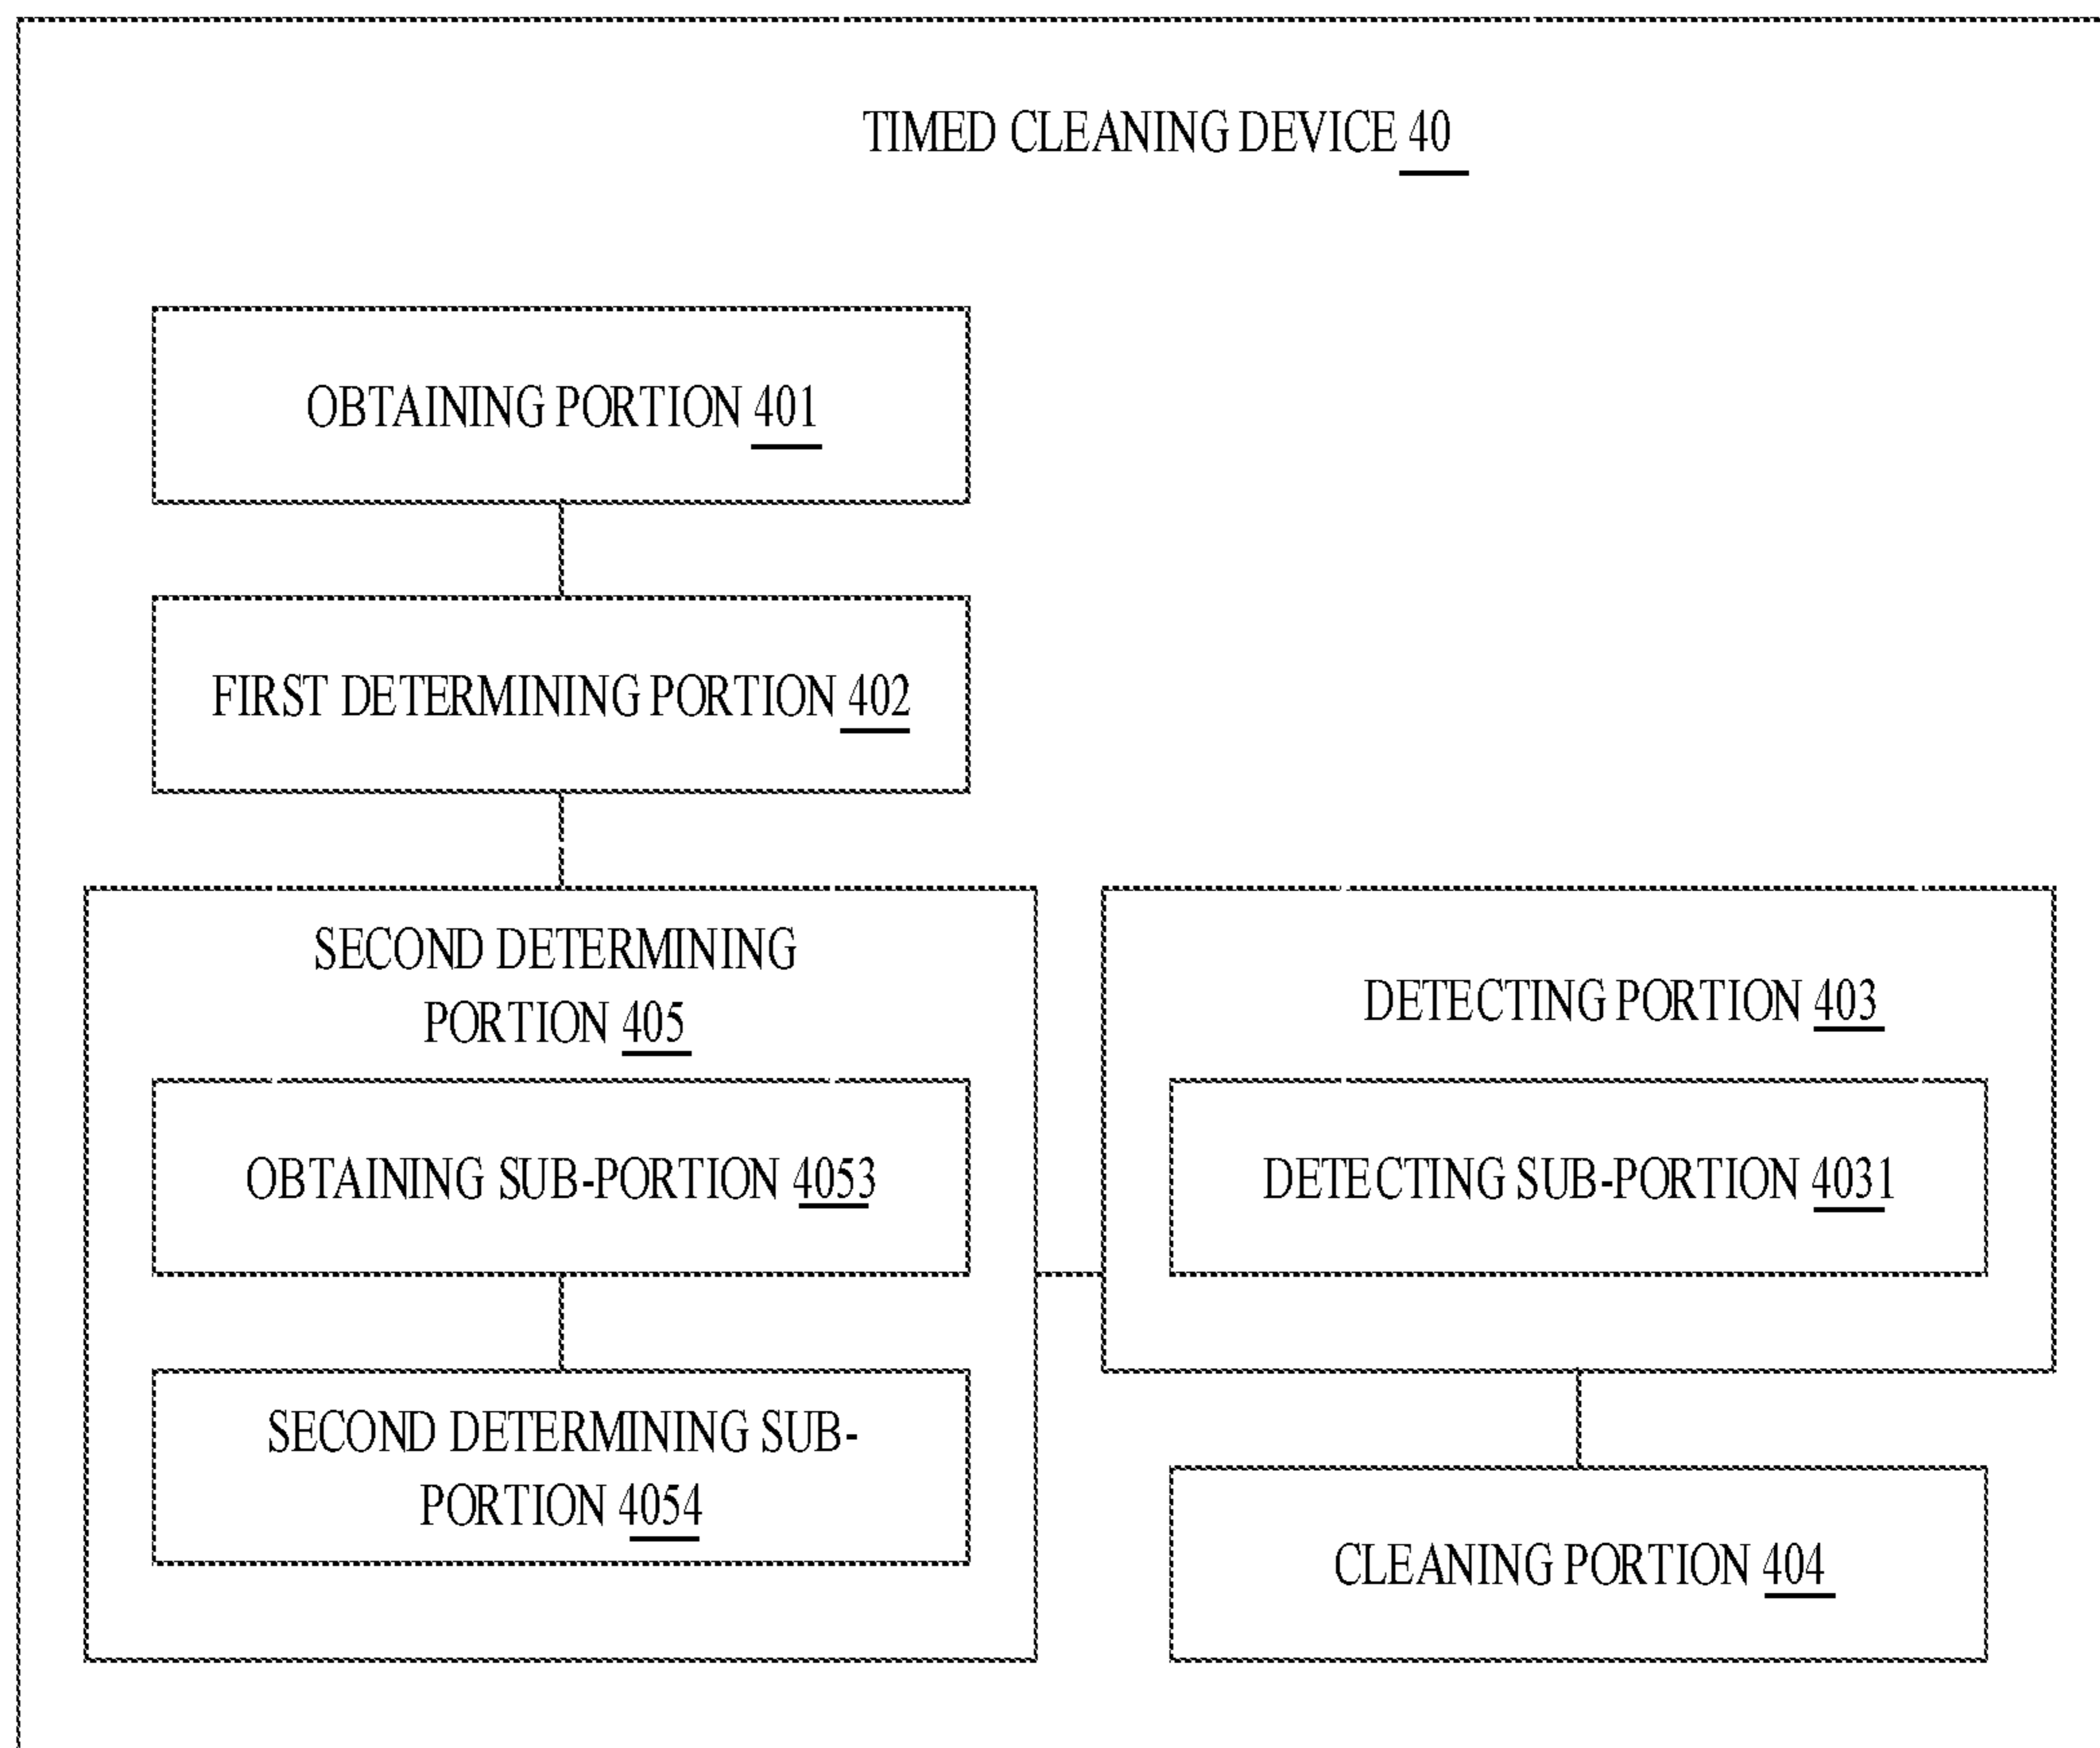 TIMED CLEANING DEVICE 40
OBTAINING PORTION 401
FIRST DETERMINING PORTION 402
SECOND DETERMINING
PORTION 405
OBTAINING SUB-PORTION 4053
SECOND DETERMINING SUB-
PORTION 4054
DETECTING PORTION 403
DETECTING SUB-PORTION 4031
CLEANING PORTION 404